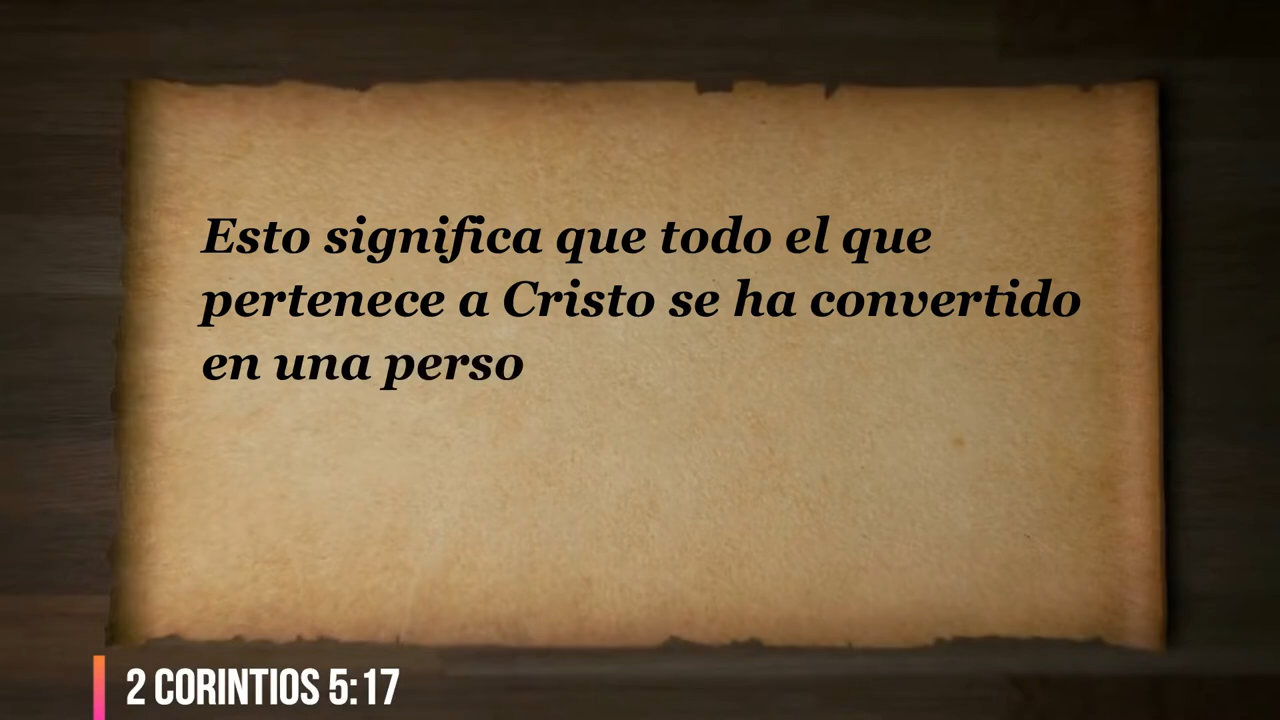 Esto significa que todo el que
pertenece a Cristo se ha convertido
en una perso
2 CORINTIOS 5:17